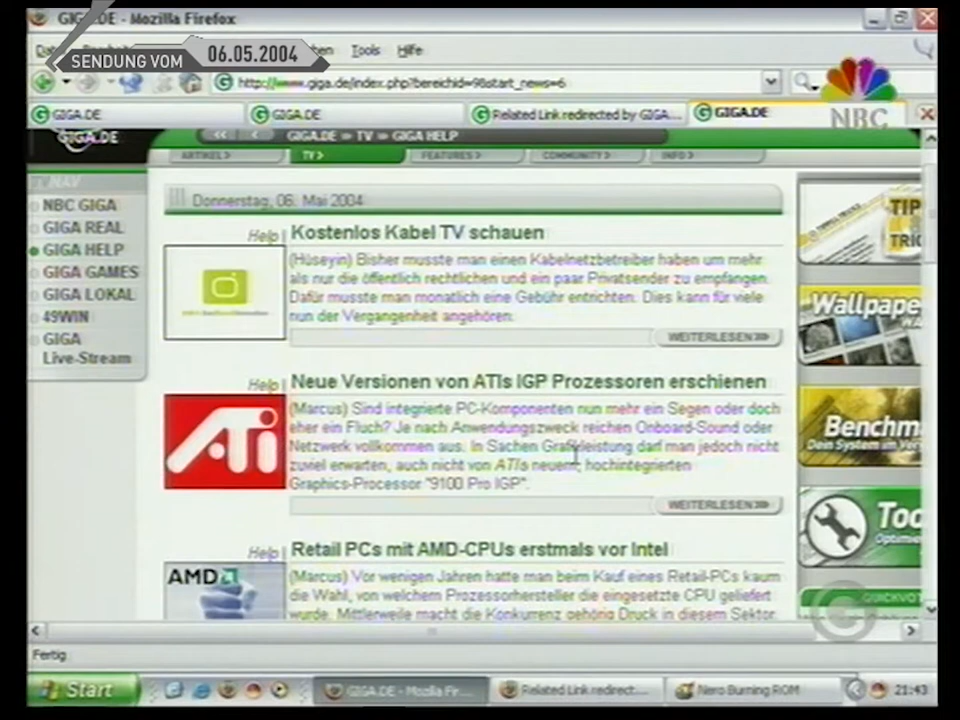 GIGA.DE - Mozilla Firefox
SENDUNG VOM 06.05.2004
Tools Hilfe
http://www.giga.de/index.php?bereichid=9&start_news=6
GIGA.DE GIGA.DE Related Link redirected by GIGA... GIGA.DE
NBC
GIGA.DE GIGA.DE » TV » GIGA HELP
ARTIKEL> TV> FEATURES> COMMUNITY> INFO>
NAV
NBC GIGA
GIGA REAL
GIGA HELP
GIGA GAMES
GIGA LOKAL
49WIN
GIGA
Live-Stream
Donnerstag, 06. Mai 2004
Help | Kostenlos Kabel TV schauen
(Hüseyin) Bisher musste man einen Kabelnetzbetreiber haben um mehr
als nur die öffentlich rechtlichen und ein paar Privatsender zu empfangen.
Dafür musste man monatlich eine Gebühr entrichten. Dies kann für viele
nun der Vergangenheit angehören.
WEITERLESEN
Help | Neue Versionen von ATIs IGP Prozessoren erschienen
ATI
(Marcus) Sind integrierte PC-Komponenten nun mehr ein Segen oder doch
eher ein Fluch? Je nach Anwendungszweck reichen Onboard-Sound oder
Netzwerk vollkommen aus. In Sachen Grafikleistung darf man jedoch nicht
zuviel erwarten, auch nicht von ATIs neuem, hochintegrierten
Graphics-Processor "9100 Pro IGP".
WEITERLESEN
Help | Retail PCs mit AMD-CPUs erstmals vor Intel
AMD
(Marcus) Vor wenigen Jahren hatte man beim Kauf eines Retail-PCs kaum
die Wahl, von welchem Prozessorhersteller die eingesetzte CPU geliefert
wurde. Mittlerweile macht die Konkurrenz gehörig Druck in diesem Sektor.
TIP
&
TRIC
Wallpape
Benchm
Dein System im Ver
Too
Optimie
QUICKVOT
Fertig
Start GIGA.DE - Mozilla Fir... Related Link redirect... Nero Burning ROM 21:43